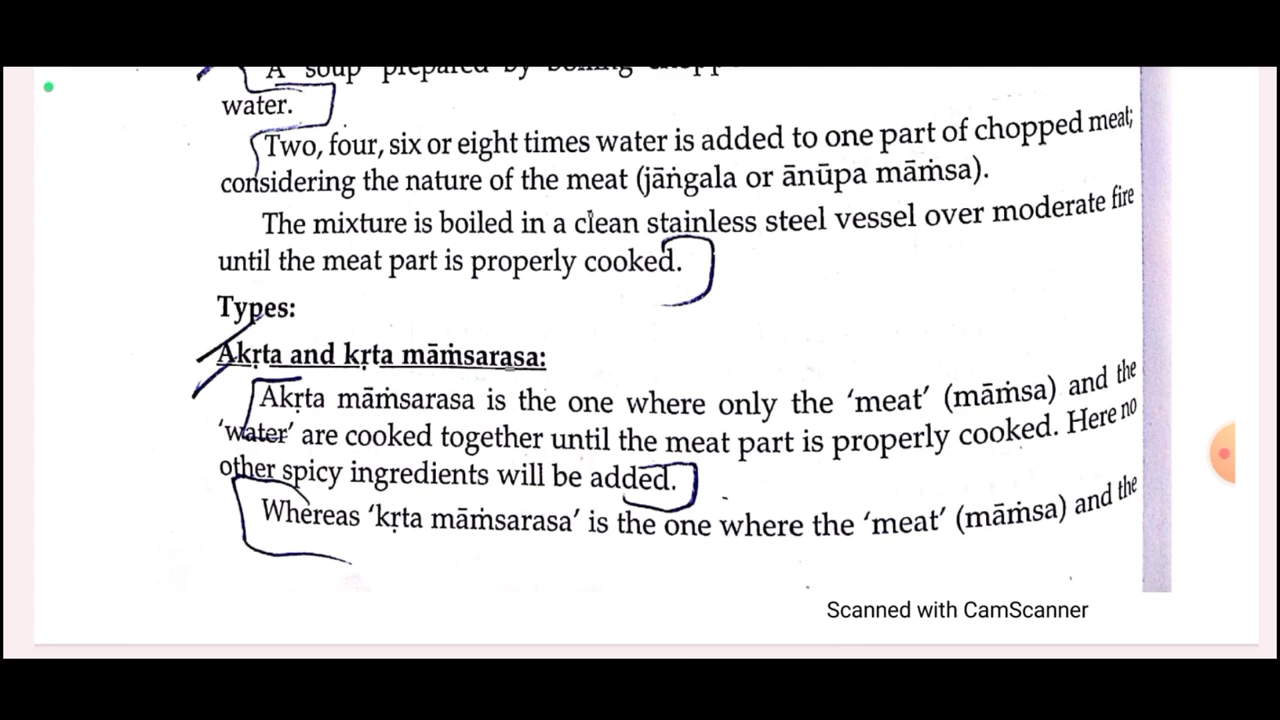 A soup prepared by boiling
water.
Two, four, six or eight times water is added to one part of chopped meat;
considering the nature of the meat (jāṅgala or ānūpa māṁsa).
The mixture is boiled in a clean stainless steel vessel over moderate fire
until the meat part is properly cooked.
Types:
Akṛta and kṛta māṁsarasa:
Akṛta māṁsarasa is the one where only the ‘meat’ (māṁsa) and the
‘water’ are cooked together until the meat part is properly cooked. Here no
other spicy ingredients will be added.
Whereas ‘kṛta māṁsarasa’ is the one where the ‘meat’ (māṁsa) and the
Scanned with CamScanner